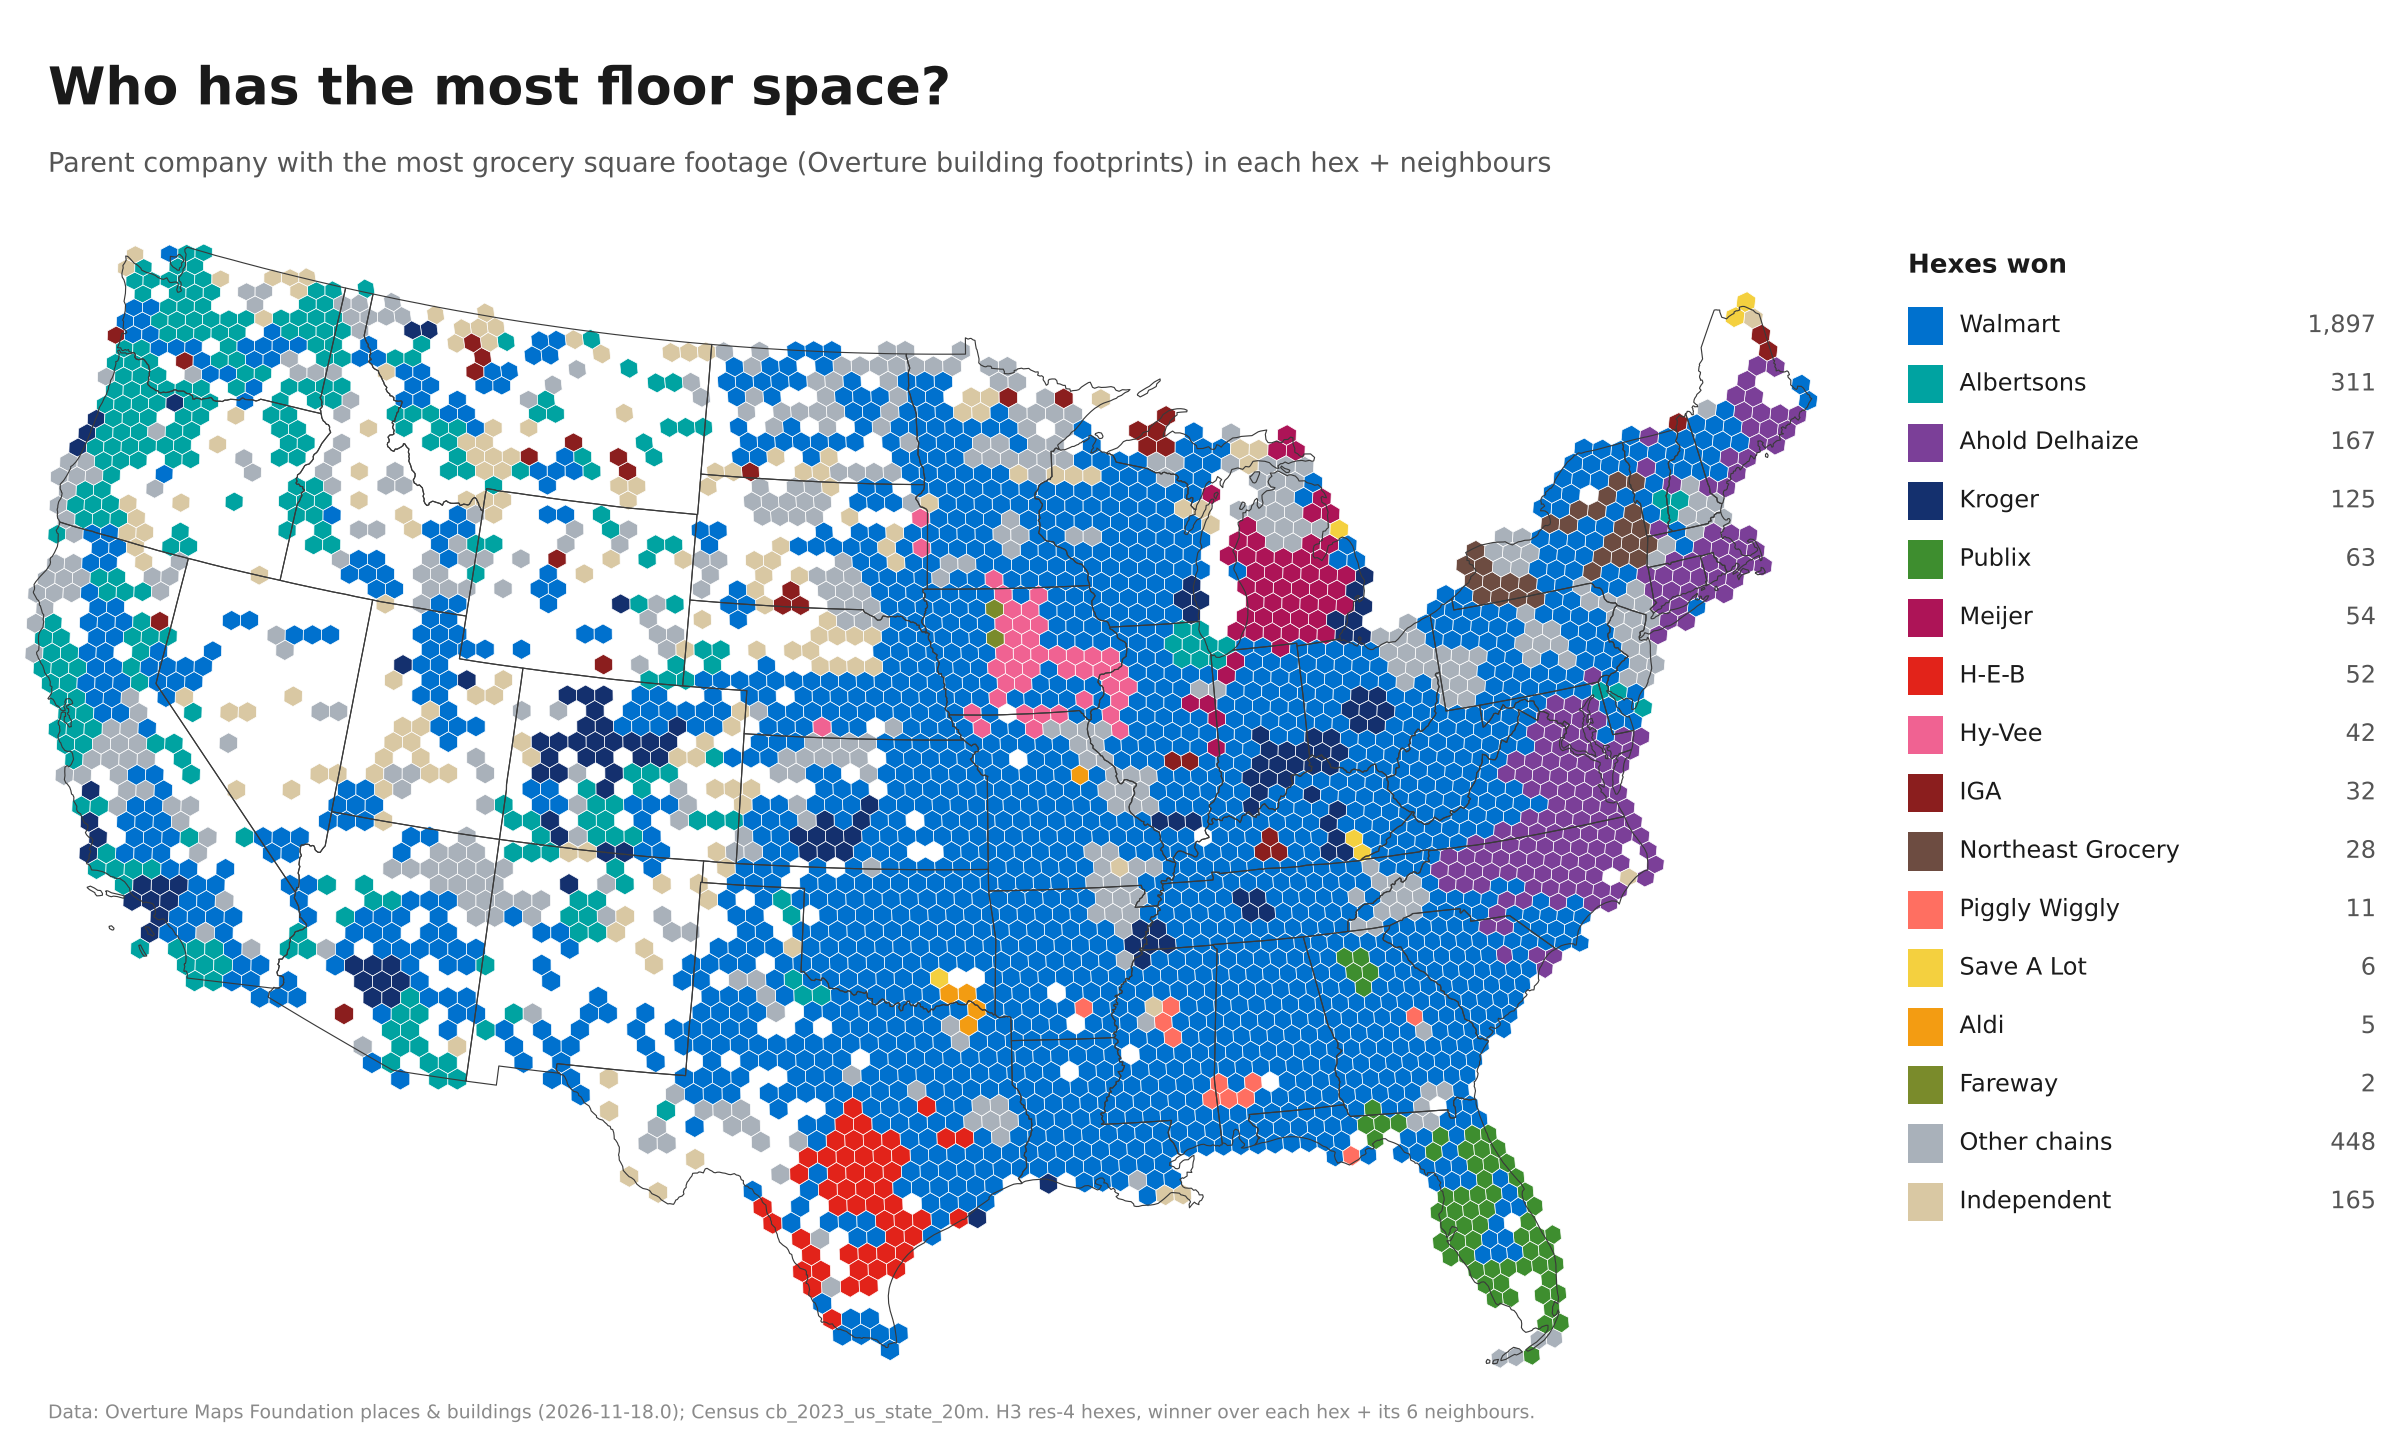 Who has the most floor space?
Parent company with the most grocery square footage (Overture building footprints) in each hex + neighbours
Hexes won
Walmart 1,897
Albertsons 311
Ahold Delhaize 167
Kroger 125
Publix 63
Meijer 54
H-E-B 52
Hy-Vee 42
IGA 32
Northeast Grocery 28
Piggly Wiggly 11
Save A Lot 6
Aldi 5
Fareway 2
Other chains 448
Independent 165
Data: Overture Maps Foundation places & buildings (2026-11-18.0); Census cb_2023_us_state_20m. H3 res-4 hexes, winner over each hex + its 6 neighbours.